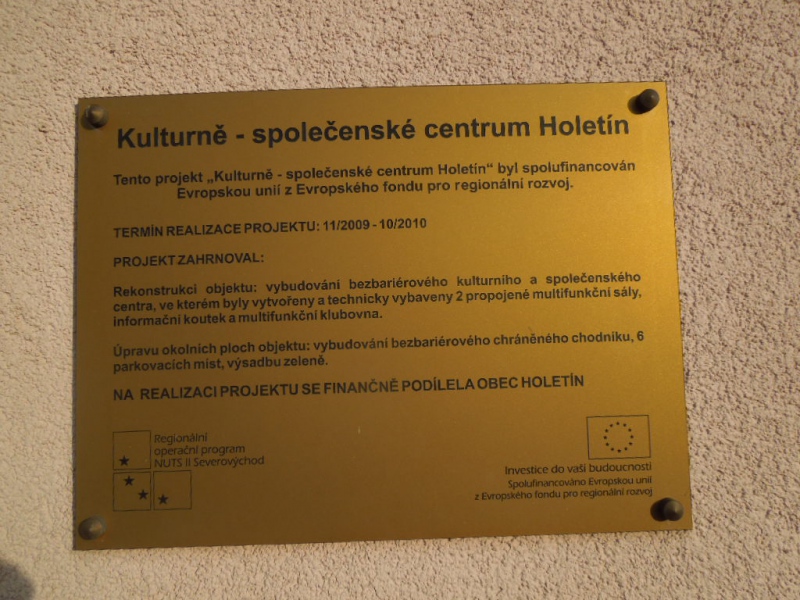 Kulturně - společenské centrum Holetín
Tento projekt „Kulturně - společenské centrum Holetín“ byl spolufinancován
Evropskou unií z Evropského fondu pro regionální rozvoj.
TERMÍN REALIZACE PROJEKTU: 11/2009 - 10/2010
PROJEKT ZAHRNOVAL:
Rekonstrukci objektu: vybudování bezbariérového kulturního a společenského
centra, ve kterém byly vytvořeny a technicky vybaveny 2 propojené multifunkční sály,
informační koutek a multifunkční klubovna.
Úpravu okolních ploch objektu: vybudování bezbariérového chráněného chodníku, 6
parkovacích míst, výsadbu zeleně.
NA REALIZACI PROJEKTU SE FINANČNĚ PODÍLELA OBEC HOLETÍN
Regionální
operační program
NUTS II Severovýchod
Investice do vaší budoucnosti
Spolufinancováno Evropskou unií
z Evropského fondu pro regionální rozvoj